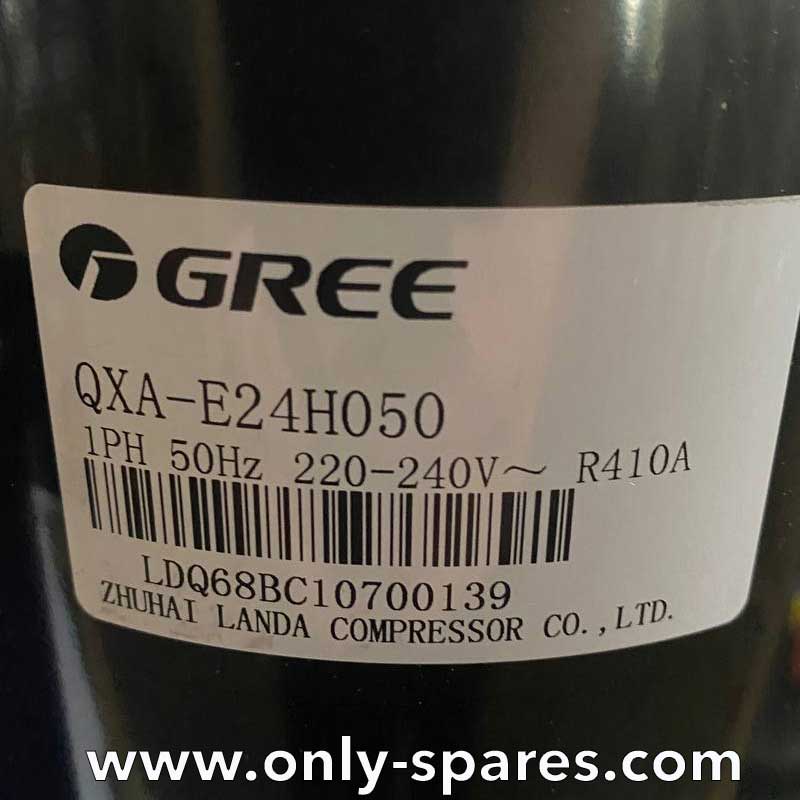 GREE
QXA-E24H050
1PH 50Hz 220-240V～ R410A
LDQ68BC10700139
ZHUHAI LANDA COMPRESSOR CO.,LTD.
www.only-spares.com